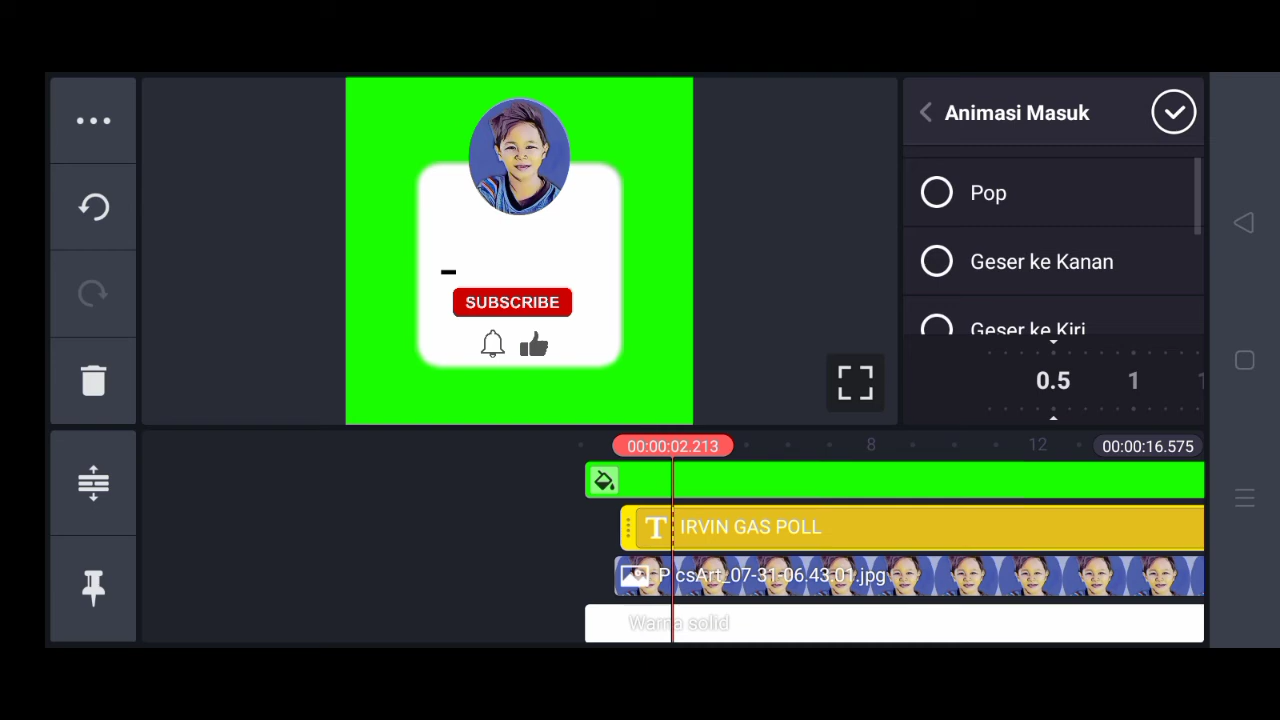 Animasi Masuk
Pop
Geser ke Kanan
Geser ke Kiri
0.5 1
SUBSCRIBE
00:00:02.213 8 12 00:00:16.575
T IRVIN GAS POLL
PicsArt_07-31-06.43.01.jpg
Warna solid